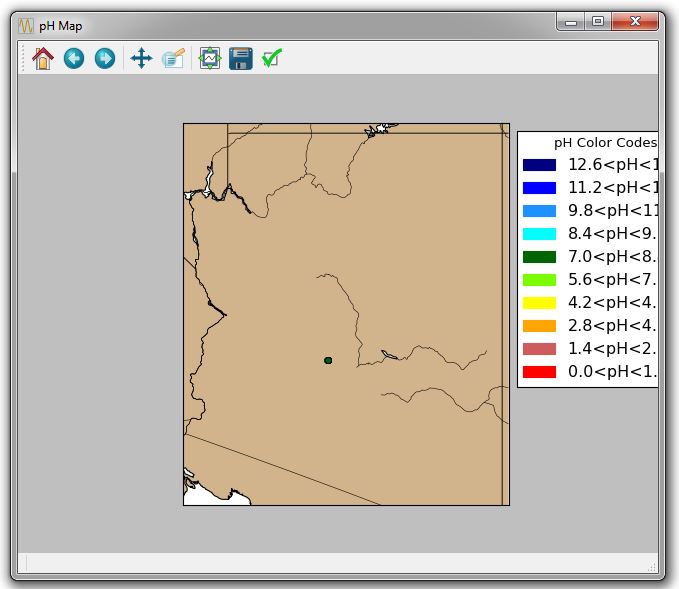 pH Map
pH Color Codes
12.6<pH<1
11.2<pH<1
9.8<pH<11
8.4<pH<9.
7.0<pH<8.
5.6<pH<7.
4.2<pH<4.
2.8<pH<4.
1.4<pH<2.
0.0<pH<1.